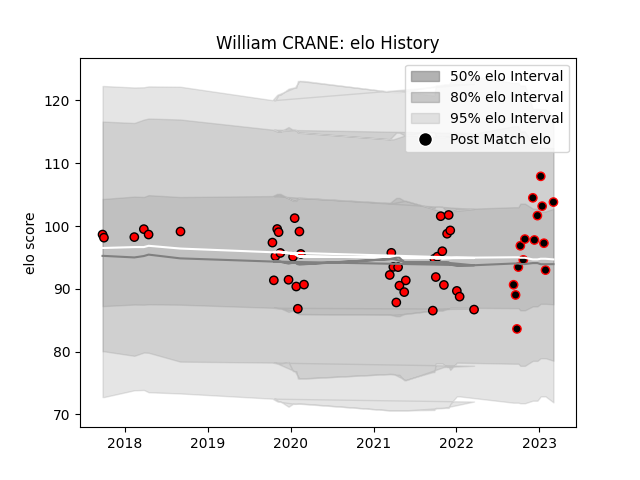 William CRANE: elo History
50% elo Interval
80% elo Interval
95% elo Interval
Post Match elo
elo score
120
110
100
90
80
70
2018 2019 2020 2021 2022 2023